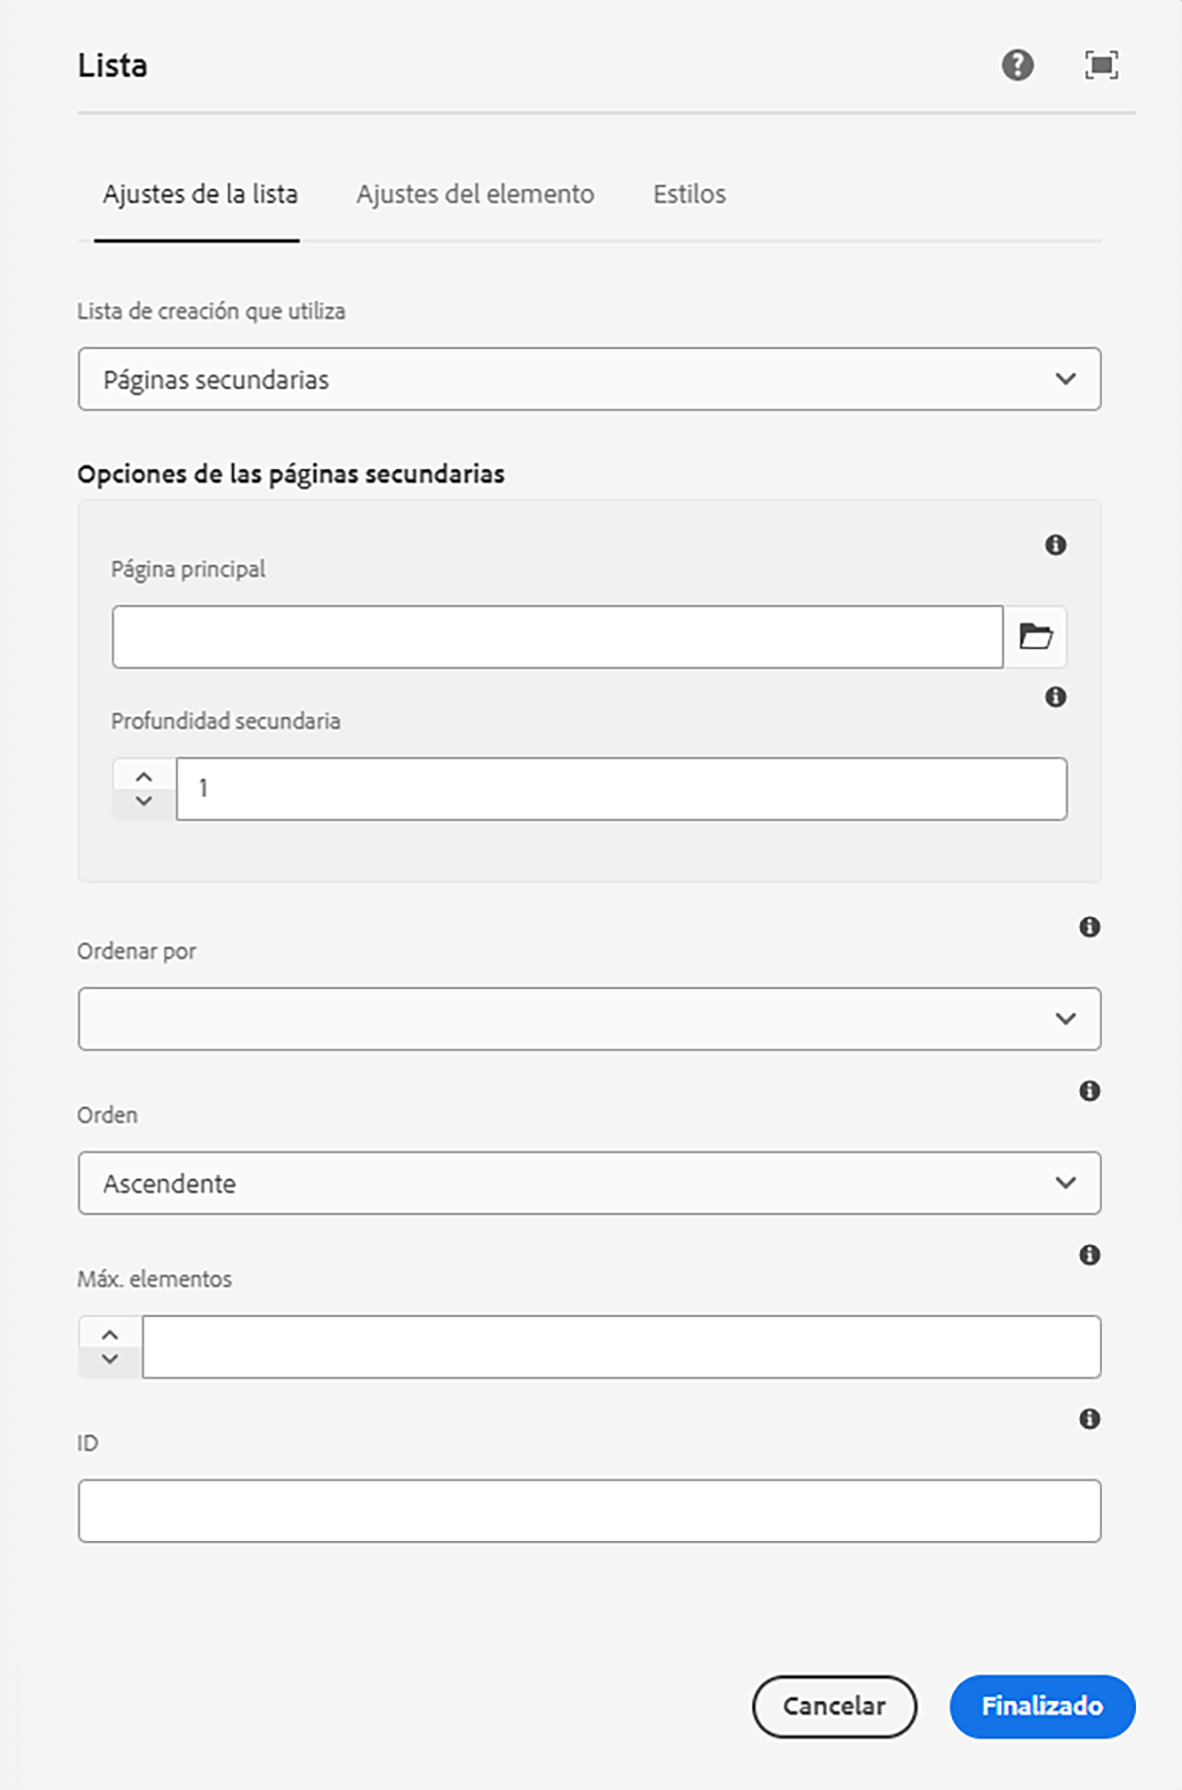 Lista
Ajustes de la lista Ajustes del elemento Estilos
Lista de creación que utiliza
Páginas secundarias
Opciones de las páginas secundarias
Página principal
Profundidad secundaria
1
Ordenar por
Orden
Ascendente
Máx. elementos
ID
Cancelar Finalizado